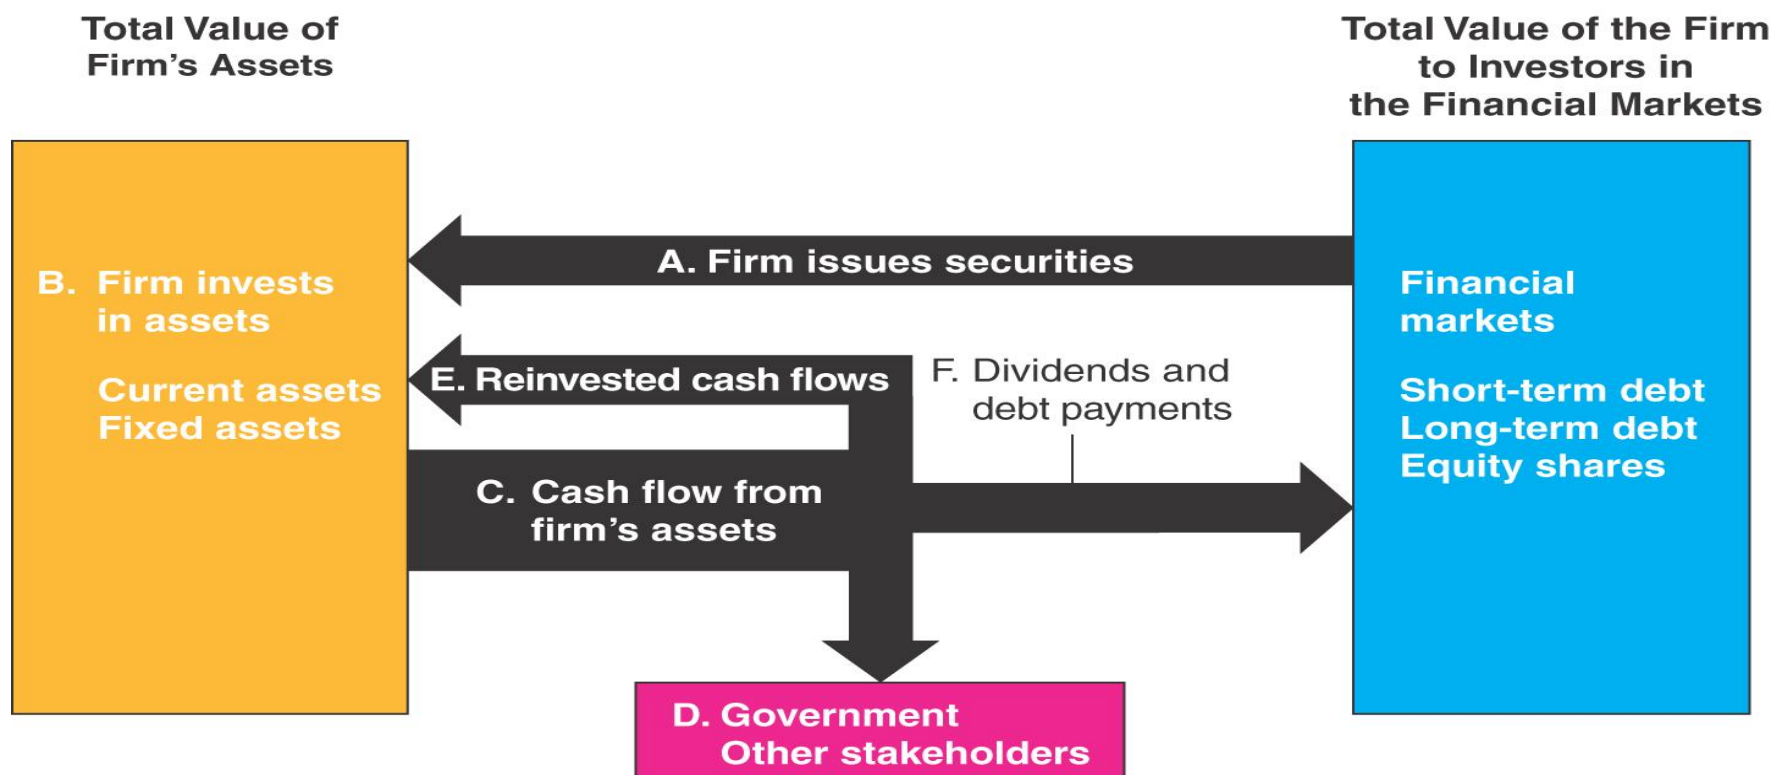 Total Value of
Firm’s Assets
Total Value of the Firm
to Investors in
the Financial Markets
A. Firm issues securities
B. Firm invests
in assets
Current assets
Fixed assets
Financial
markets
Short-term debt
Long-term debt
Equity shares
E. Reinvested cash flows
F. Dividends and
debt payments
C. Cash flow from
firm’s assets
D. Government
Other stakeholders